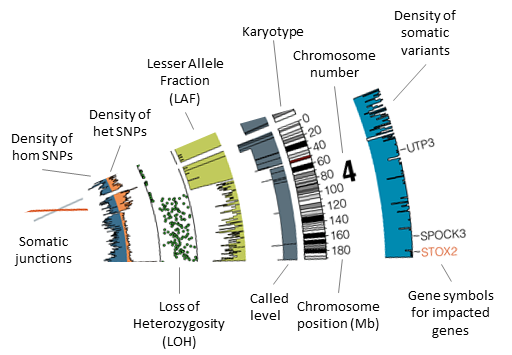 Density of
somatic
variants
Karyotype
Chromosome
number
Lesser Allele
Fraction
(LAF)
Density of
het SNPs
Density of
hom SNPs
0
20
40
60
80
100
120
140
160
180
4
UTP3
SPOCK3
STOX2
Somatic
junctions
Loss of
Heterozygosity
(LOH)
Called
level
Chromosome
position (Mb)
Gene symbols
for impacted
genes